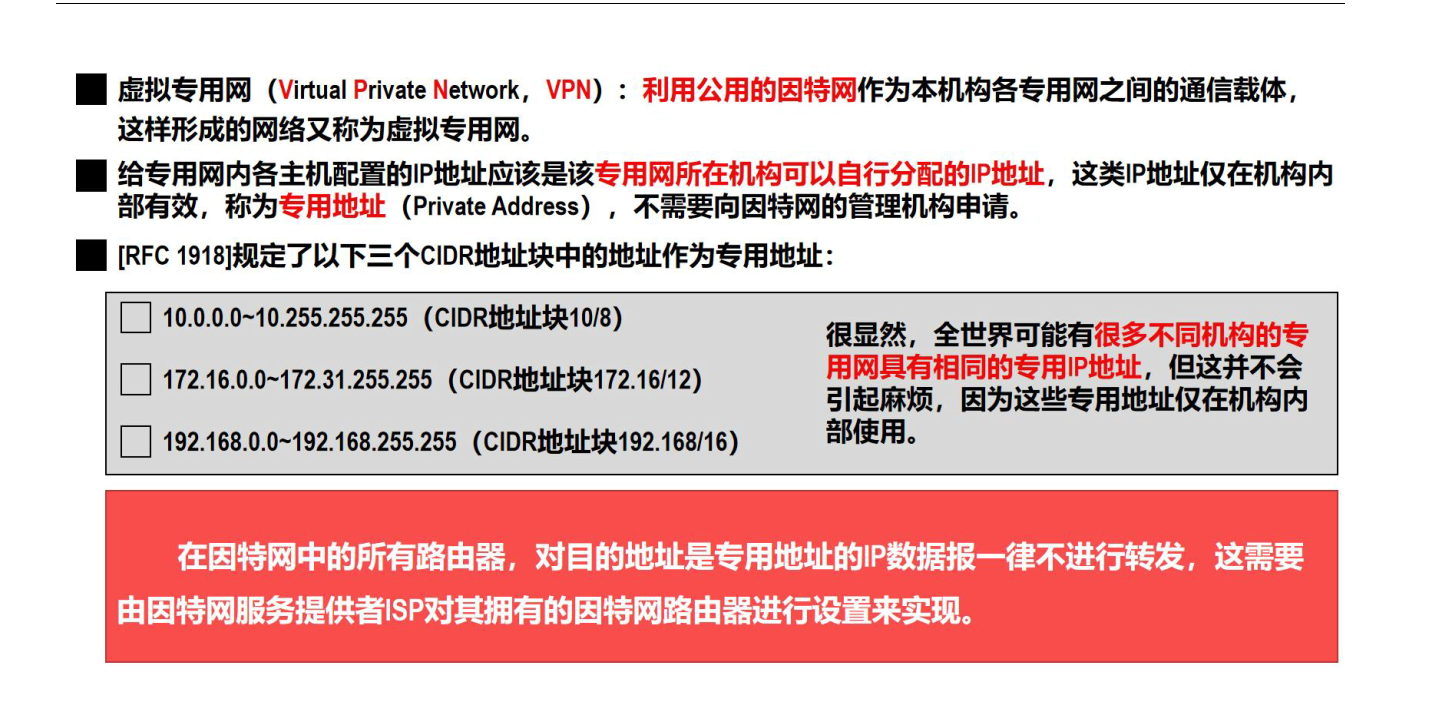 虚拟专用网（Virtual Private Network，VPN）：利用公用的因特网作为本机构各专用网之间的通信载体，
这样形成的网络又称为虚拟专用网。
给专用网内各主机配置的IP地址应该是该专用网所在机构可以自行分配的IP地址，这类IP地址仅在机构内
部有效，称为专用地址（Private Address），不需要向因特网的管理机构申请。
[RFC 1918]规定了以下三个CIDR地址块中的地址作为专用地址：
10.0.0.0~10.255.255.255（CIDR地址块10/8）
172.16.0.0~172.31.255.255（CIDR地址块172.16/12）
192.168.0.0~192.168.255.255（CIDR地址块192.168/16）
很显然，全世界可能有很多不同机构的专
用网具有相同的专用IP地址，但这并不会
引起麻烦，因为这些专用地址仅在机构内
部使用。
在因特网中的所有路由器，对目的地址是专用地址的IP数据报一律不进行转发，这需要
由因特网服务提供者ISP对其拥有的因特网路由器进行设置来实现。